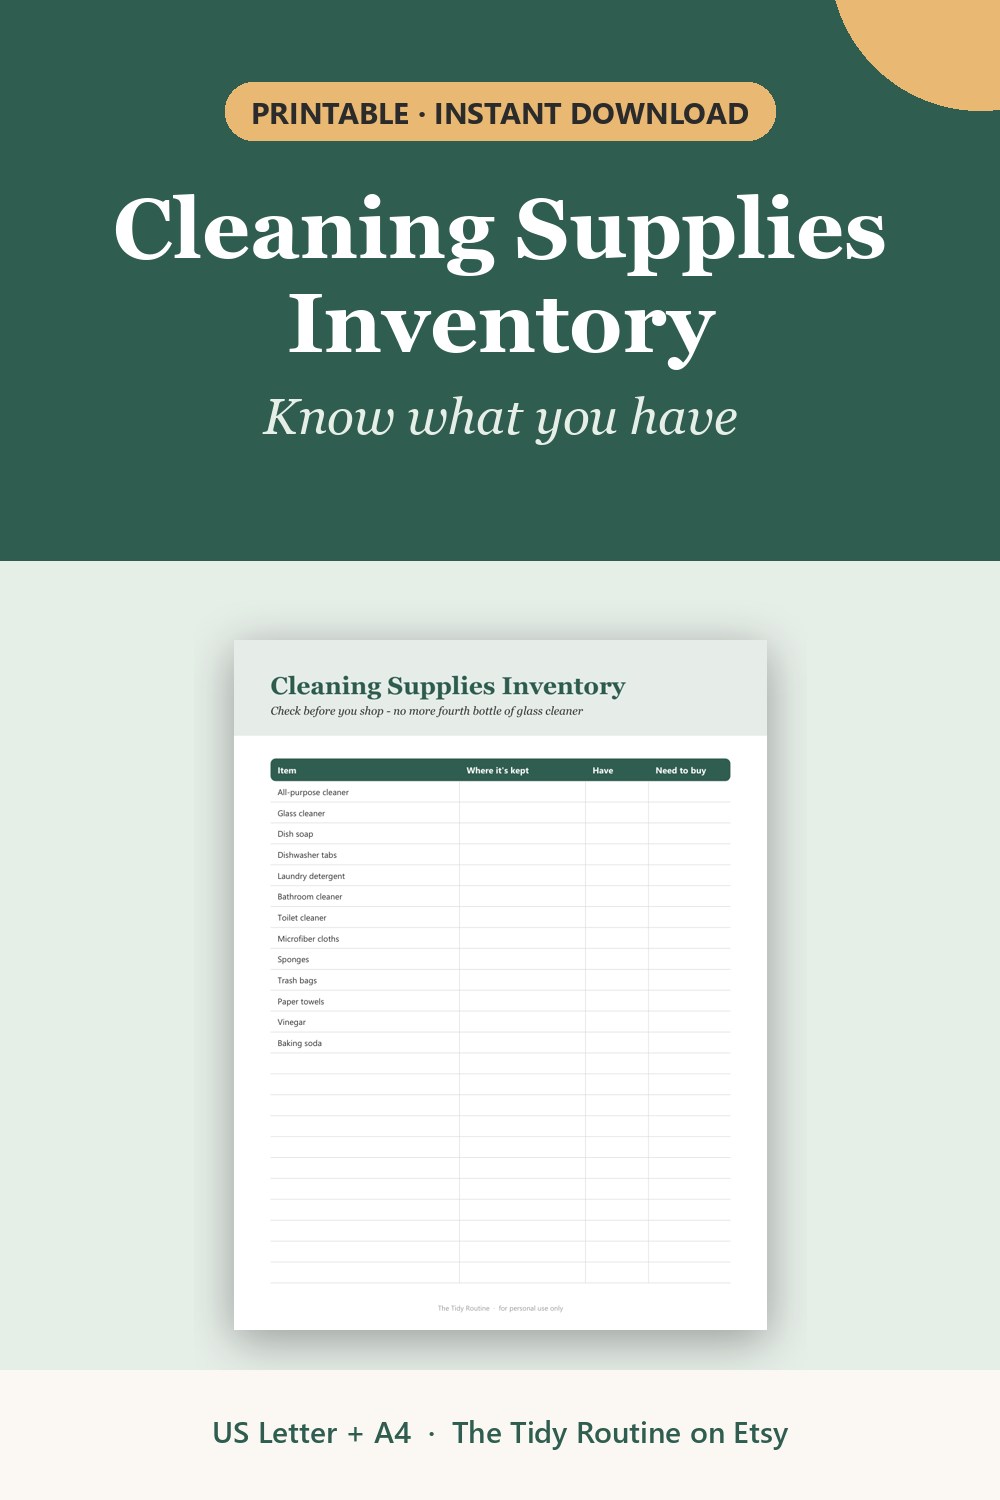 PRINTABLE · INSTANT DOWNLOAD
Cleaning Supplies
Inventory
Know what you have
Cleaning Supplies Inventory
Check before you shop - no more fourth bottle of glass cleaner
Item Where it's kept Have Need to buy
All-purpose cleaner
Glass cleaner
Dish soap
Dishwasher tabs
Laundry detergent
Bathroom cleaner
Toilet cleaner
Microfiber cloths
Sponges
Trash bags
Paper towels
Vinegar
Baking soda
The Tidy Routine · for personal use only
US Letter + A4 · The Tidy Routine on Etsy